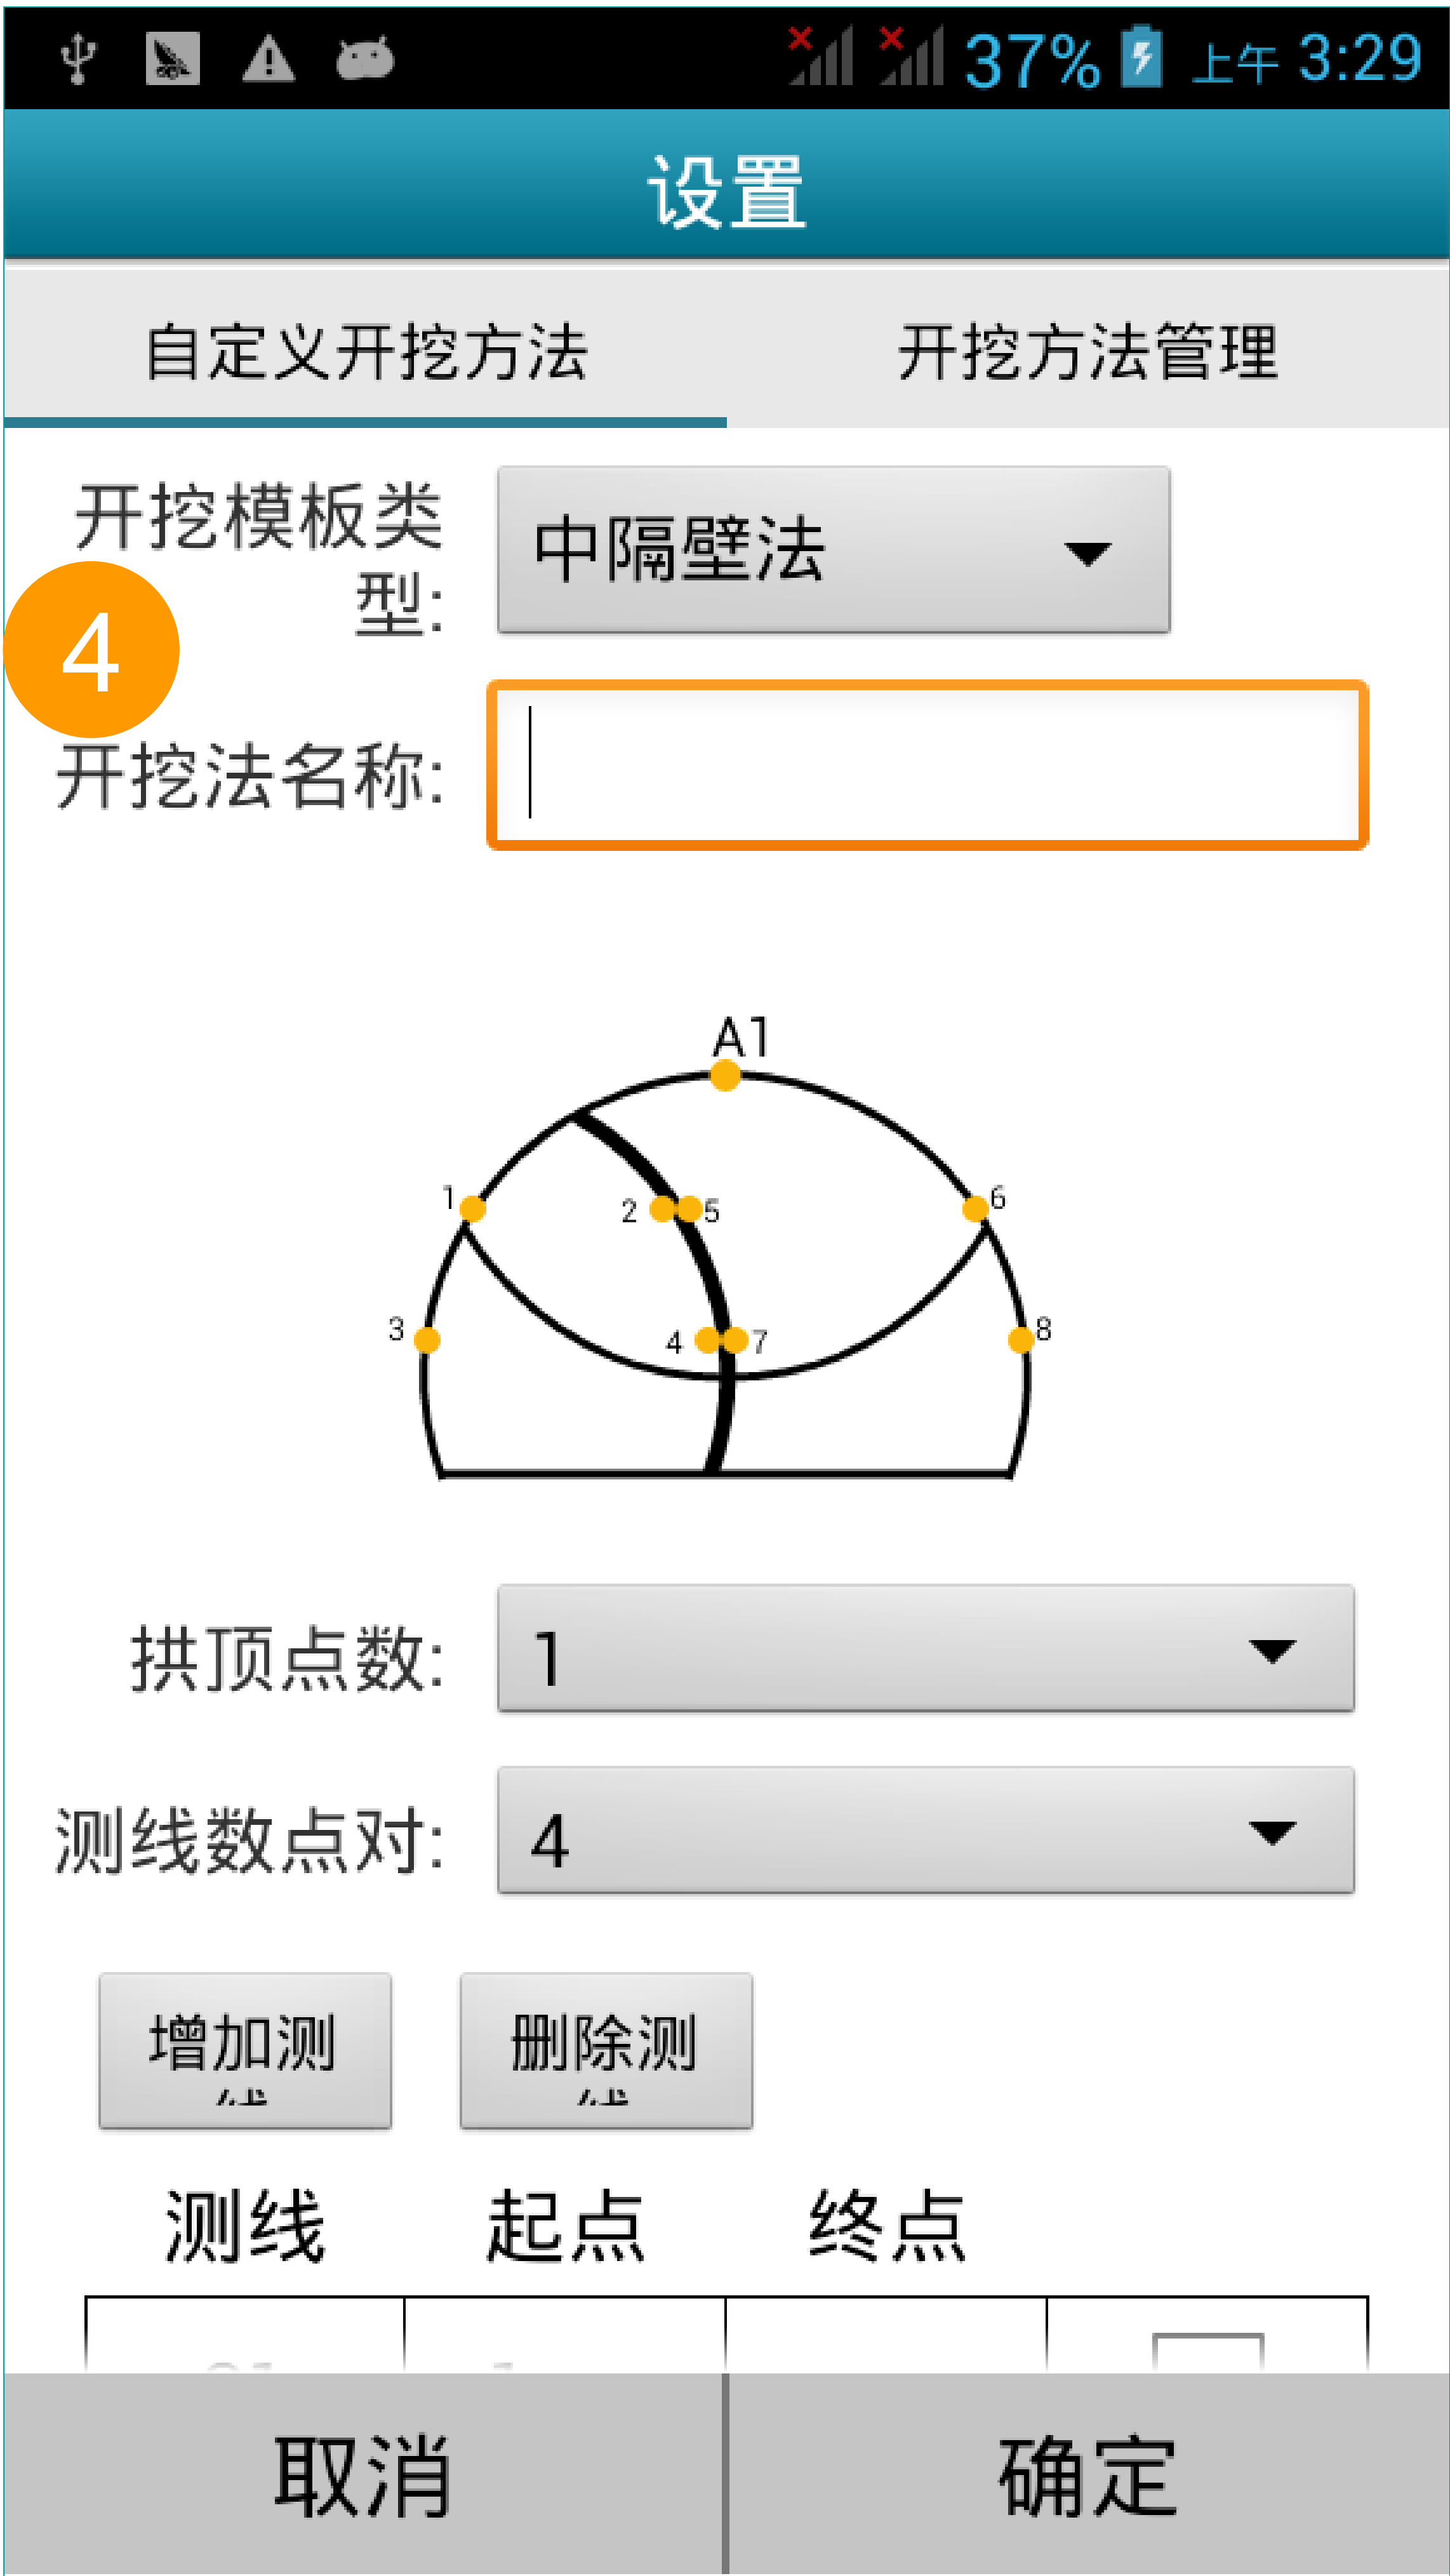 37% 上午 3:29
设置
自定义开挖方法 开挖方法管理
开挖模板类
型:
中隔壁法
4
开挖法名称:
A1
1 2 5 6
3 4 7 8
拱顶点数: 1
测线数点对: 4
增加测 删除测
测线 起点 终点
取消 确定